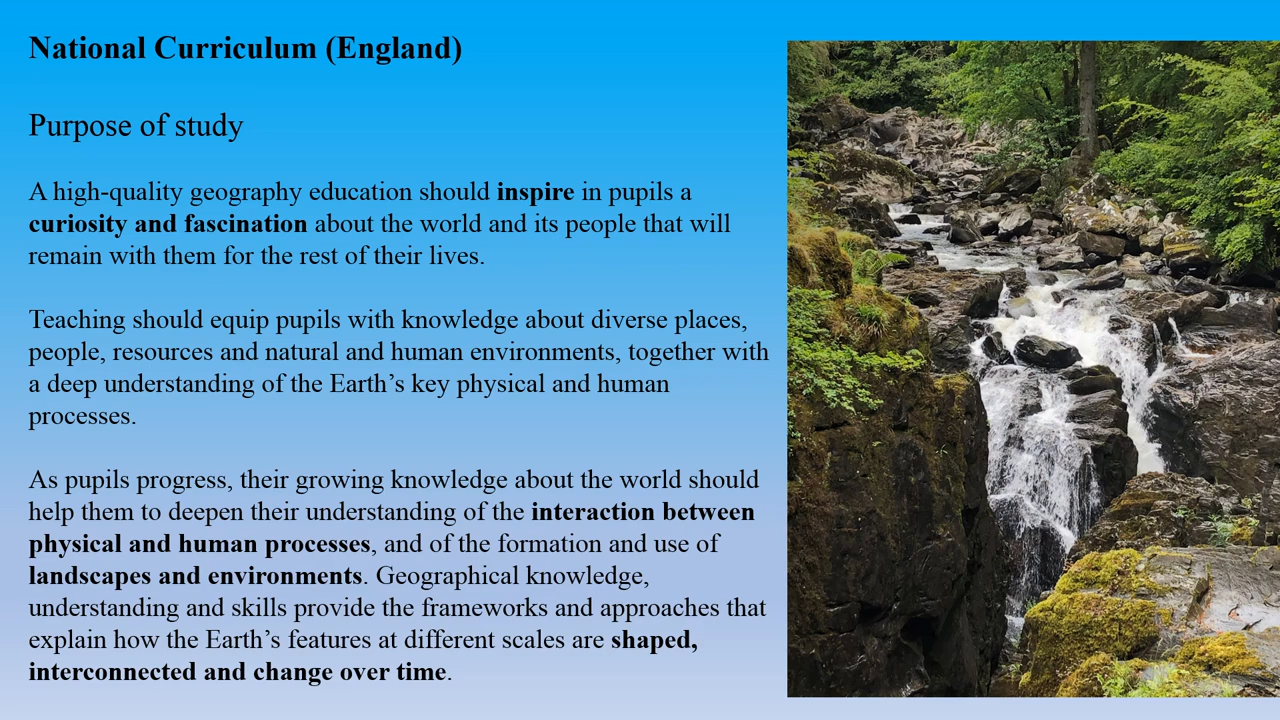 National Curriculum (England)
Purpose of study
A high-quality geography education should inspire in pupils a
curiosity and fascination about the world and its people that will
remain with them for the rest of their lives.
Teaching should equip pupils with knowledge about diverse places,
people, resources and natural and human environments, together with
a deep understanding of the Earth’s key physical and human
processes.
As pupils progress, their growing knowledge about the world should
help them to deepen their understanding of the interaction between
physical and human processes, and of the formation and use of
landscapes and environments. Geographical knowledge,
understanding and skills provide the frameworks and approaches that
explain how the Earth’s features at different scales are shaped,
interconnected and change over time.